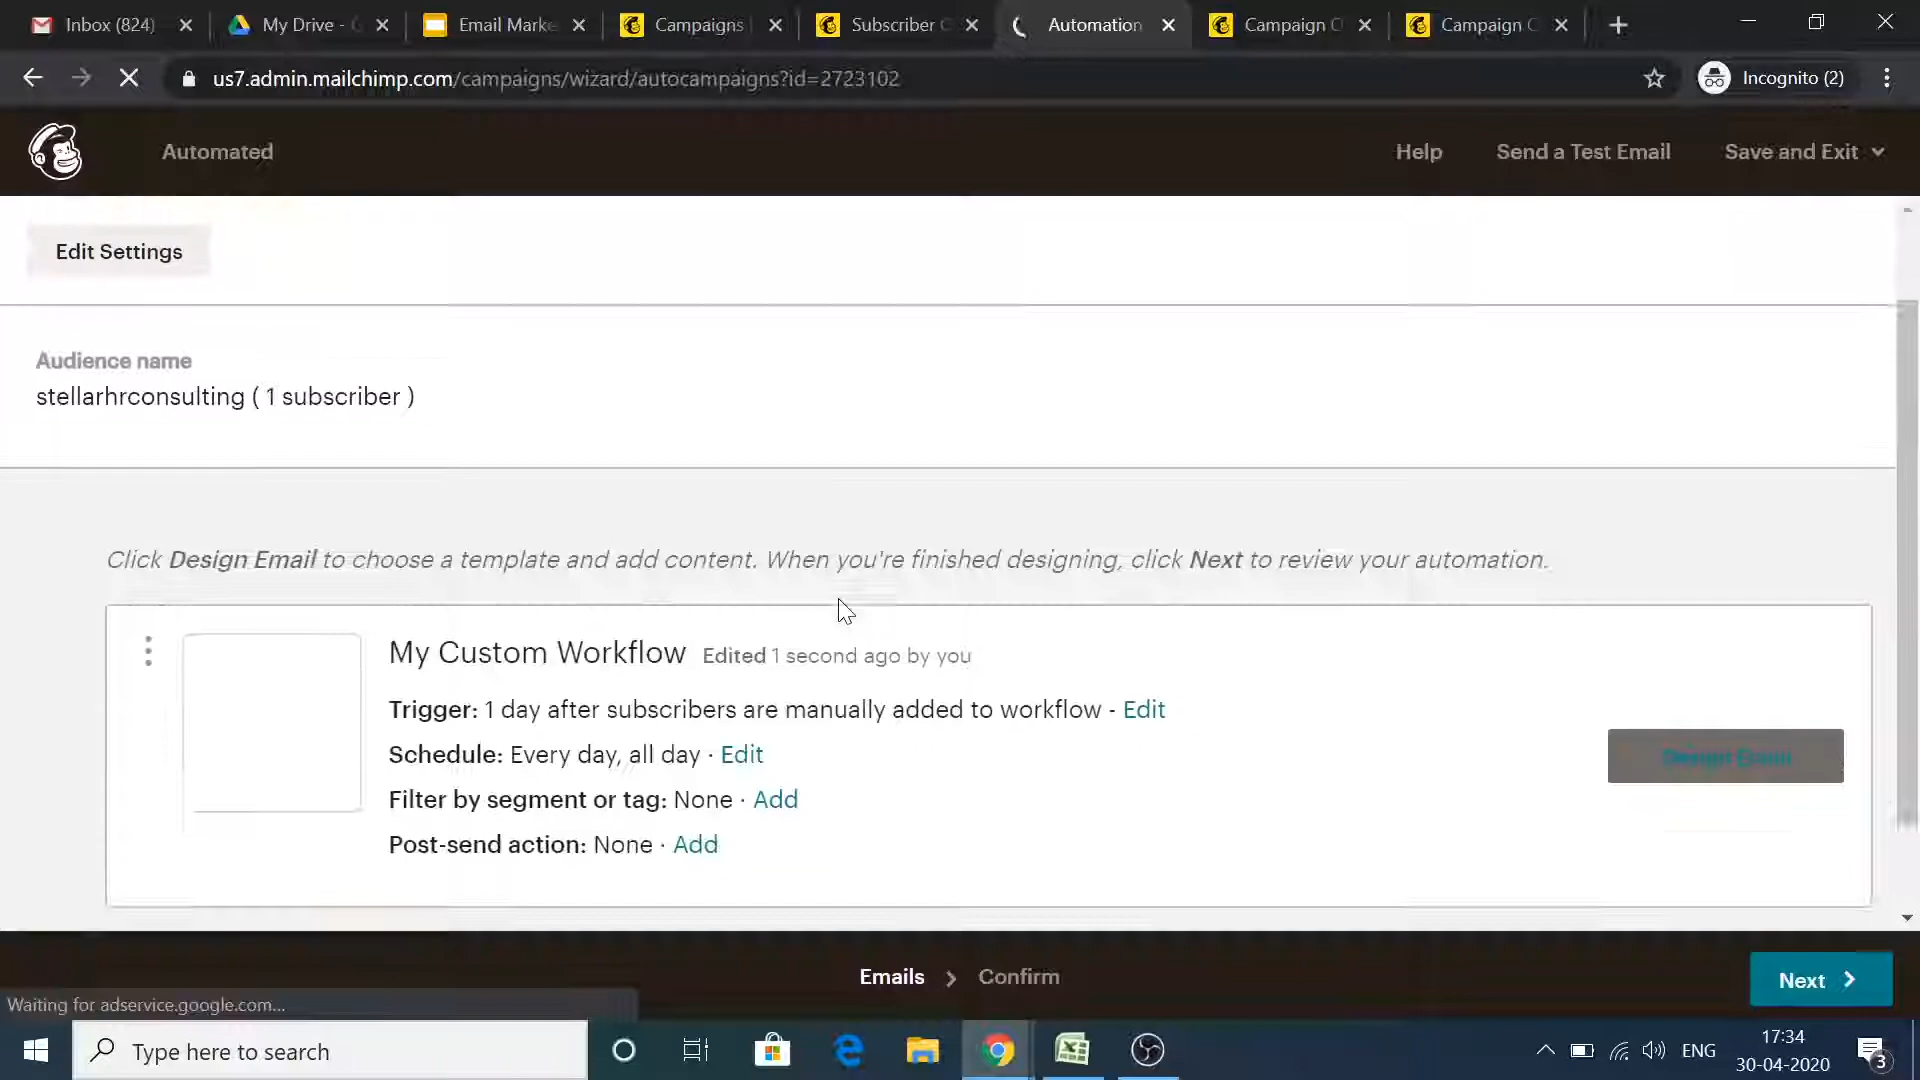 Inbox (824)
My Drive - G
Email Marke
Campaigns
Subscriber C
Automation
Campaign C
Campaign C
us7.admin.mailchimp.com/campaigns/wizard/autocampaigns?id=2723102
Incognito (2)
Automated
Help
Send a Test Email
Save and Exit
Edit Settings
Audience name
stellarhrconsulting ( 1 subscriber )
Click Design Email to choose a template and add content. When you're finished designing, click Next to review your automation.
My Custom Workflow Edited 1 second ago by you
Trigger: 1 day after subscribers are manually added to workflow - Edit
Schedule: Every day, all day · Edit
Design Email
Filter by segment or tag: None · Add
Post-send action: None · Add
Emails
Confirm
Next
Waiting for adservice.google.com...
Type here to search
ENG
17:34
30-04-2020
3